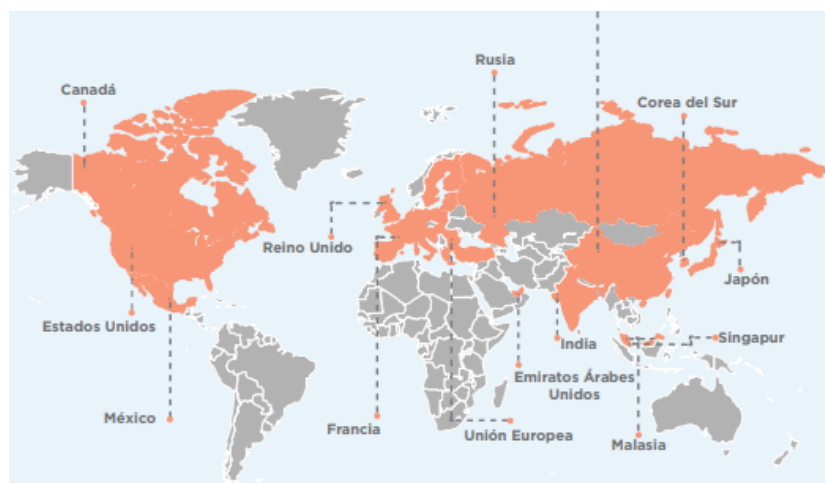 Rusia
Canadá
Corea del Sur
Reino Unido
Japón
Estados Unidos
India
Singapur
Emiratos Árabes
Unidos
México
Francia
Unión Europea
Malasia